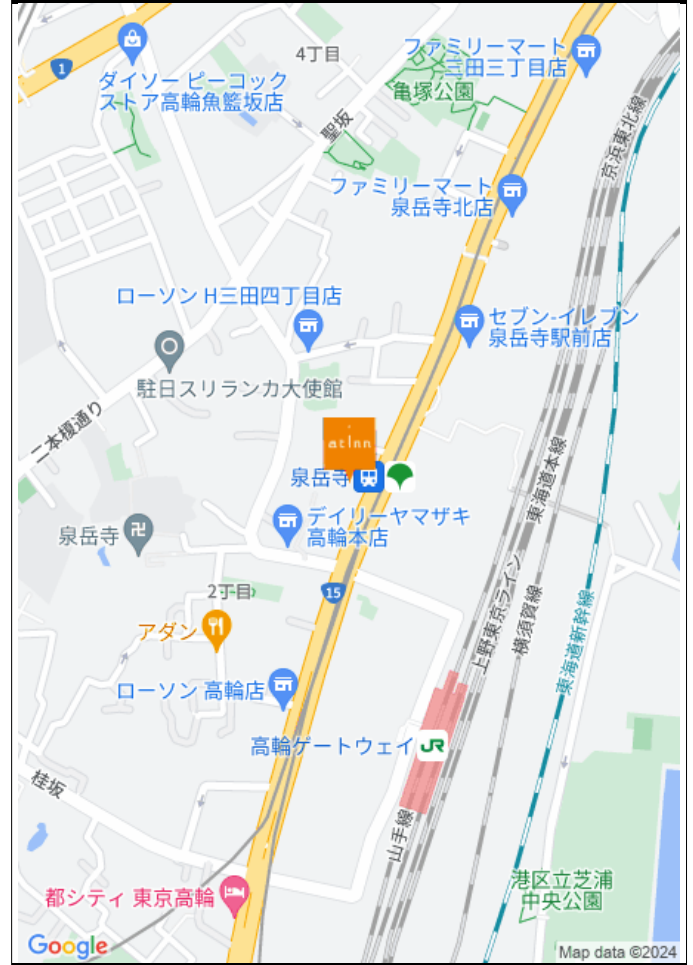 4丁目
ファミリーマート
三田三丁目店
1
ダイソー ピーコック
ストア高輪魚籃坂店
亀塚公園
聖坂
京浜東北線
ファミリーマート
泉岳寺北店
ローソン H三田四丁目店
セブン-イレブン
泉岳寺駅前店
駐日スリランカ大使館
二本榎通り
at inn
泉岳寺
東海道本線
デイリーヤマザキ
高輪本店
泉岳寺
2丁目
15
上野東京ライン
横須賀線
東海道新幹線
アダン
ローソン 高輪店
高輪ゲートウェイ
JR
桂坂
山手線
都シティ 東京高輪
港区立芝浦
中央公園
Google
Map data ©2024